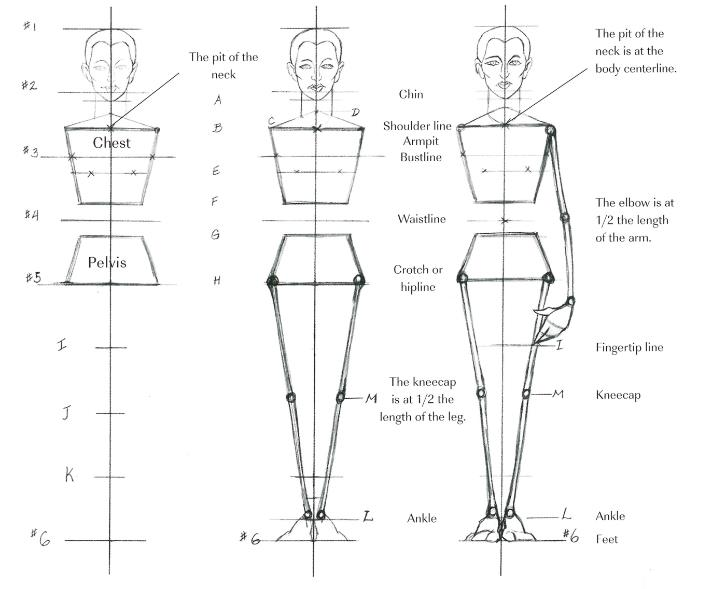 #1
The pit of the
neck
The pit of the
neck is at the
body centerline.
#2
A
Chin
C
D
B
Shoulder line
Chest
Armpit
#3
Bustline
E
F
The elbow is at
1/2 the length
of the arm.
#4
Waistline
G
Pelvis
#5
H
Crotch or
hipline
I
I
Fingertip line
The kneecap
is at 1/2 the
length of the leg.
M
M
Kneecap
J
K
L
Ankle
L
Ankle
#6
#6
#6
Feet